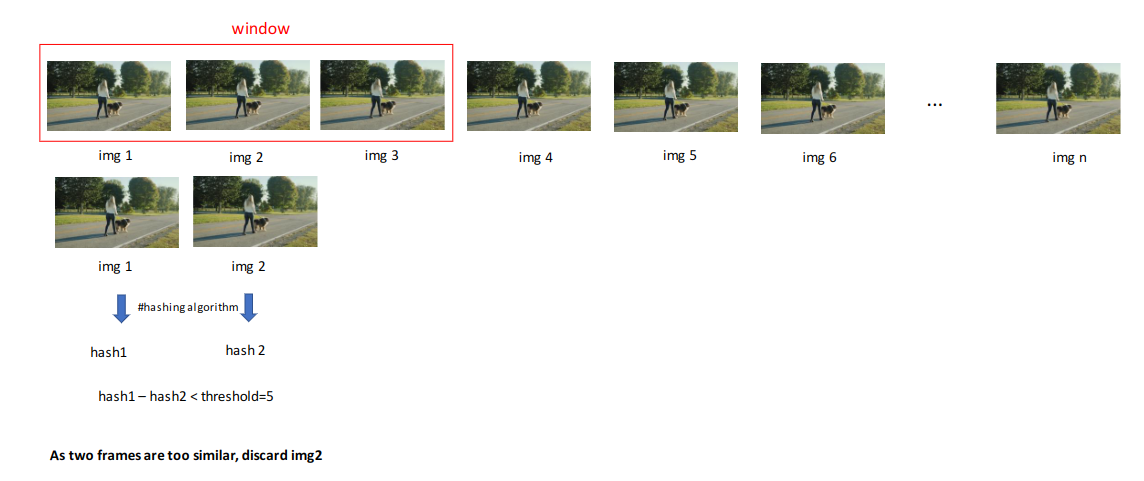 window
img 1
img 2
img 3
img 4
img 5
img 6
...
img n
img 1
img 2
#hashing algorithm
hash1
hash 2
hash1 – hash2 < threshold=5
As two frames are too similar, discard img2